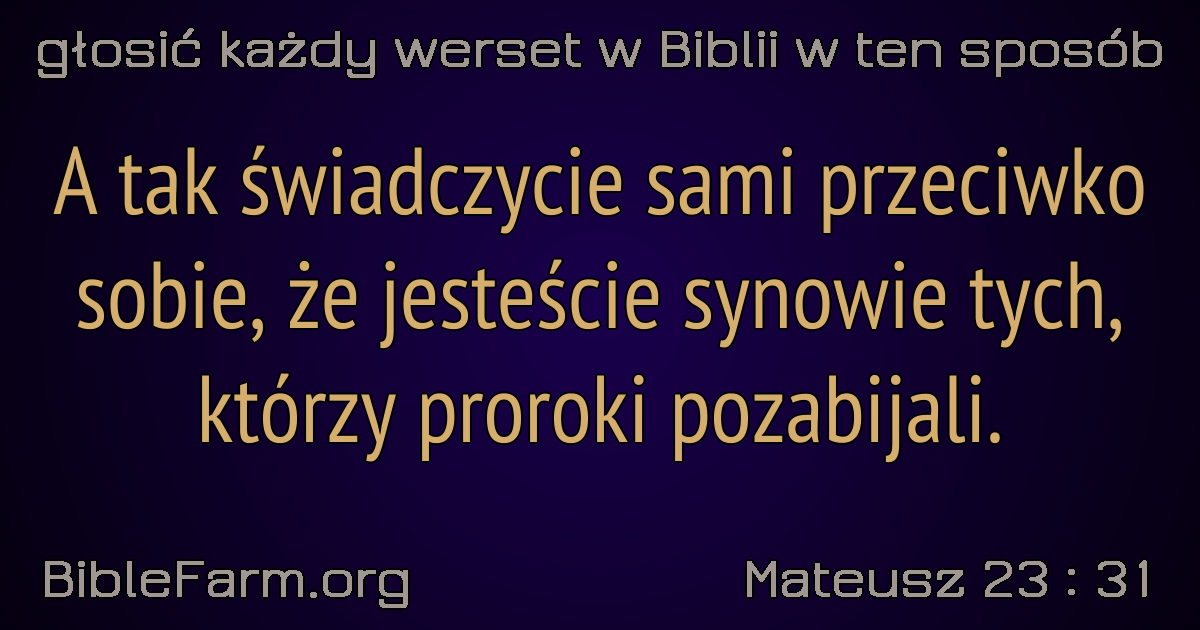 głosić każdy werset w Biblii w ten sposób
A tak świadczycie sami przeciwko
sobie, że jesteście synowie tych,
którzy proroki pozabijali.
BibleFarm.org
Mateusz 23 : 31